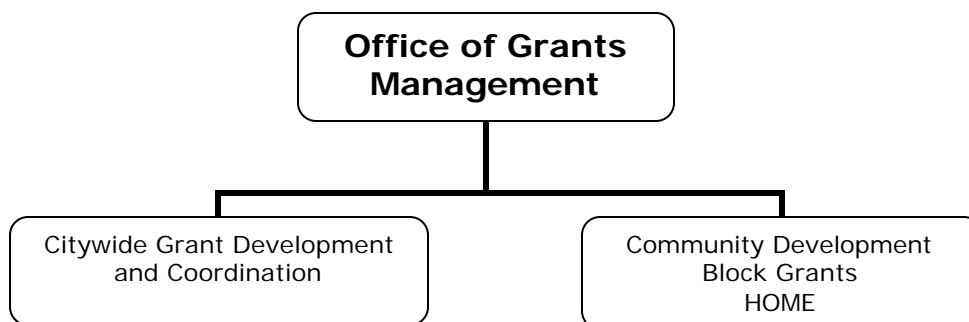 Office of Grants
Management
Citywide Grant Development
and Coordination
Community Development
Block Grants
HOME